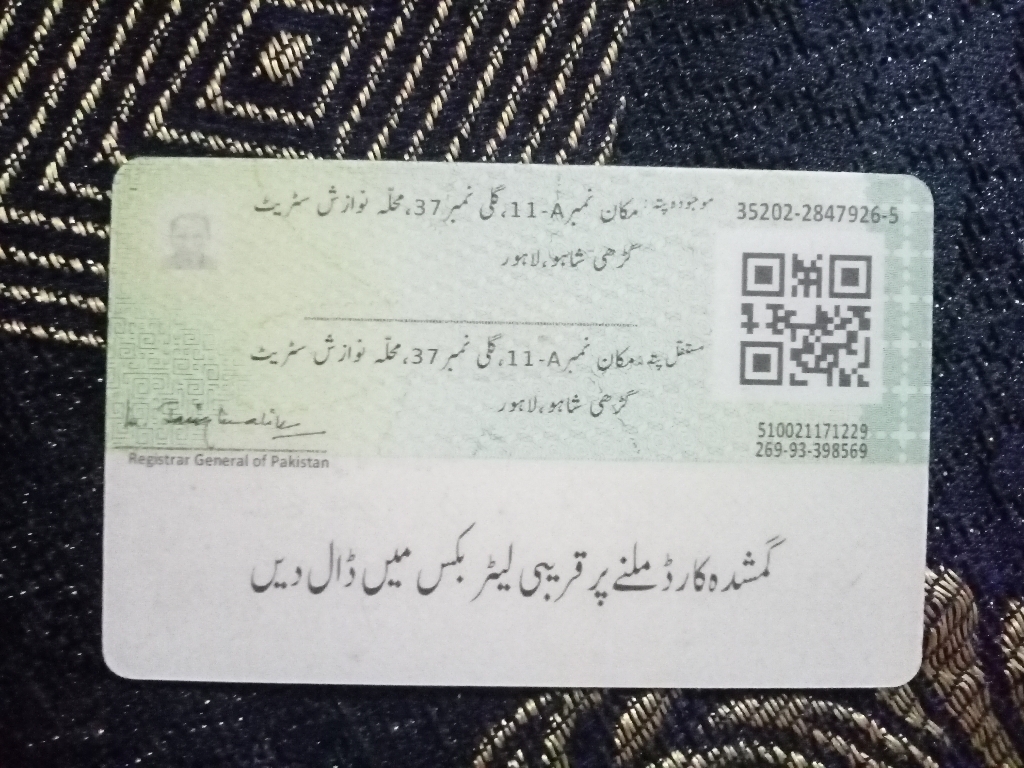 35202-2847926-5
موجودہ پتہ: مکان نمبر 11-A، گلی نمبر 37، محلّہ نوازش سٹریٹ
گڑھی شاہو، لاہور
مستقل پتہ: مکان نمبر 11-A، گلی نمبر 37، محلّہ نوازش سٹریٹ
گڑھی شاہو، لاہور
510021171229
269-93-398569
Registrar General of Pakistan
گمشدہ کارڈ ملنے پر قریبی لیٹر بکس میں ڈال دیں